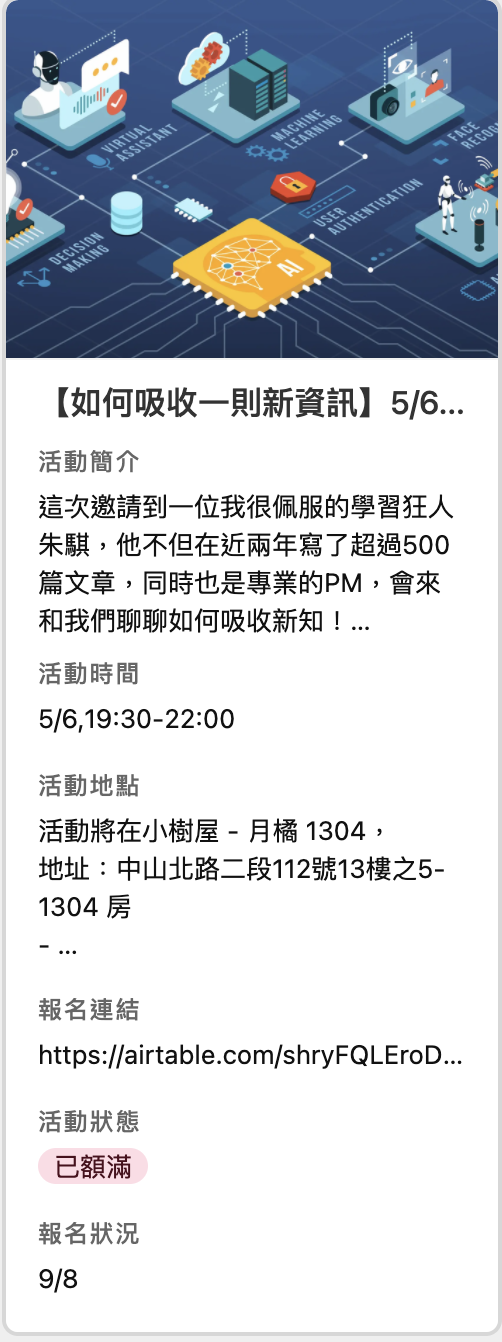 VIRTUAL
ASSISTANT
MACHINE
LEARNING
FACE
RECOG
DECISION
MAKING
USER
AUTHENTICATION
AI
【如何吸收一則新資訊】5/6...
活動簡介
這次邀請到一位我很佩服的學習狂人
朱騏，他不但在近兩年寫了超過500
篇文章，同時也是專業的PM，會來
和我們聊聊如何吸收新知！...
活動時間
5/6,19:30-22:00
活動地點
活動將在小樹屋 - 月橘 1304，
地址：中山北路二段112號13樓之5-
1304 房
- ...
報名連結
https://airtable.com/shryFQLEroD...
活動狀態
已額滿
報名狀況
9/8